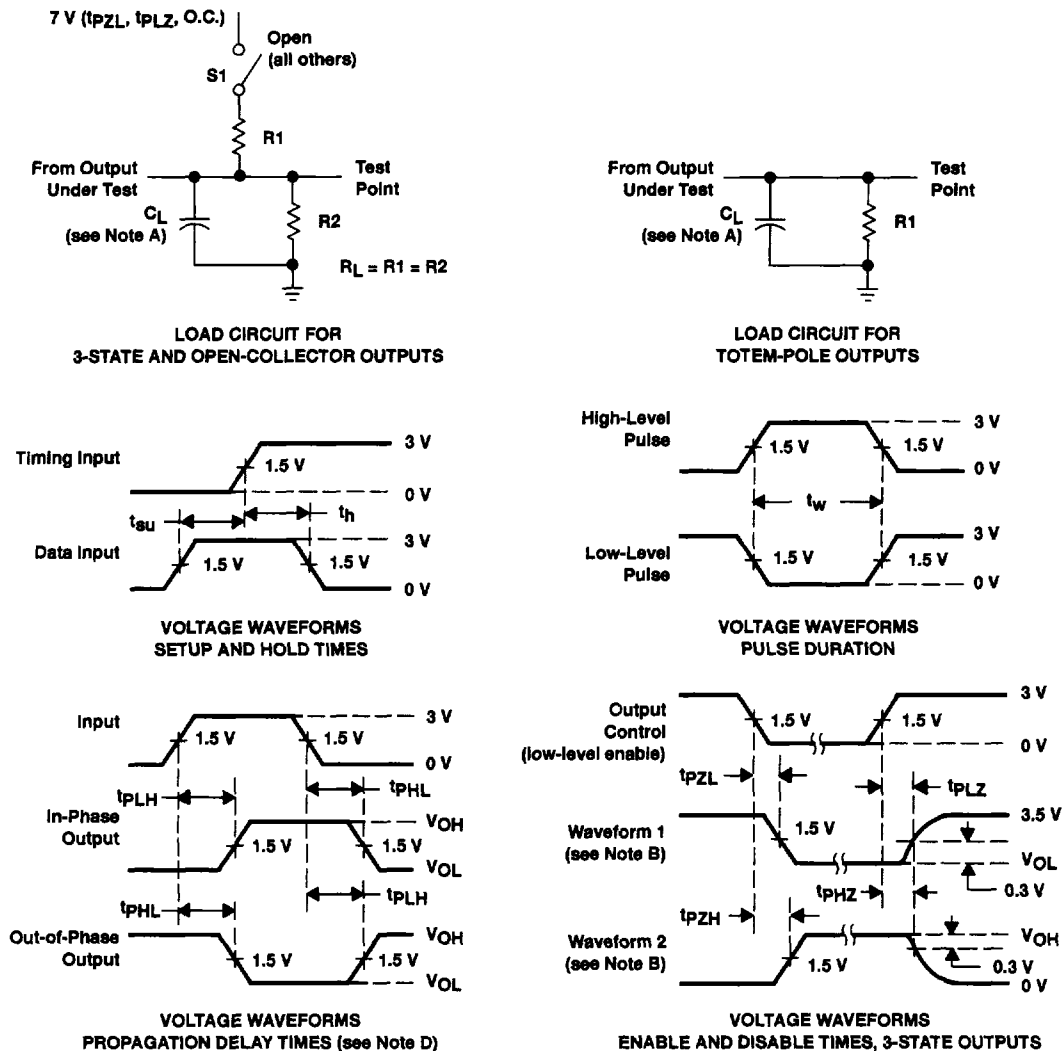 7 V (tPZL, tPLZ, O.C.)
Open
(all others)
S1
R1
From Output
Under Test
Test
Point
CL
(see Note A)
R2
RL = R1 = R2
LOAD CIRCUIT FOR
3-STATE AND OPEN-COLLECTOR OUTPUTS
From Output
Under Test
Test
Point
CL
(see Note A)
R1
LOAD CIRCUIT FOR
TOTEM-POLE OUTPUTS
Timing Input
3 V
1.5 V
0 V
tsu
th
Data Input
3 V
1.5 V
1.5 V
0 V
VOLTAGE WAVEFORMS
SETUP AND HOLD TIMES
High-Level
Pulse
3 V
1.5 V
1.5 V
0 V
tw
Low-Level
Pulse
3 V
1.5 V
1.5 V
0 V
VOLTAGE WAVEFORMS
PULSE DURATION
Input
3 V
1.5 V
1.5 V
0 V
tPLH
tPHL
In-Phase
Output
VOH
1.5 V
1.5 V
VOL
tPHL
tPLH
Out-of-Phase
Output
VOH
1.5 V
1.5 V
VOL
VOLTAGE WAVEFORMS
PROPAGATION DELAY TIMES (see Note D)
Output
Control
(low-level enable)
3 V
1.5 V
1.5 V
0 V
tPZL
tPLZ
Waveform 1
(see Note B)
3.5 V
1.5 V
VOL
0.3 V
tPHZ
tPZH
Waveform 2
(see Note B)
VOH
1.5 V
0.3 V
0 V
VOLTAGE WAVEFORMS
ENABLE AND DISABLE TIMES, 3-STATE OUTPUTS